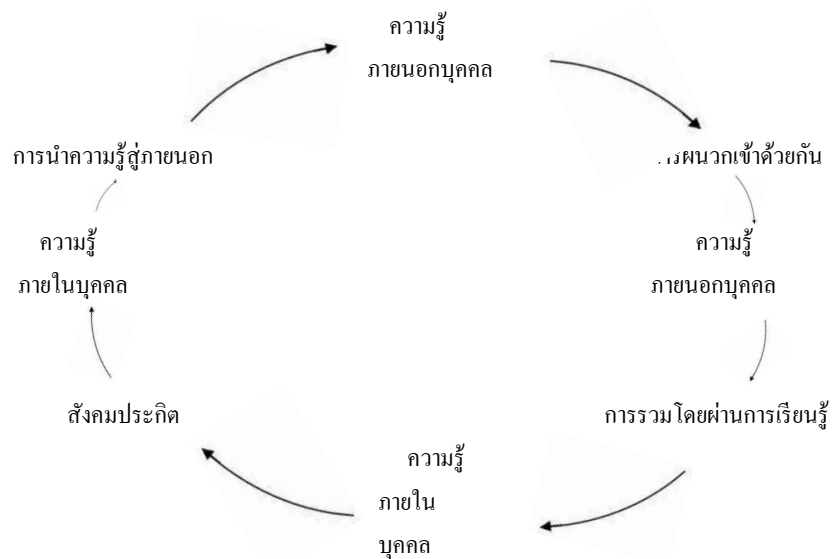 ความรู้
ภายนอกบุคคล
การนำความรู้สู่ภายนอก
ผนวกเข้าด้วยกัน
ความรู้
ภายในบุคคล
ความรู้
ภายนอกบุคคล
สังคมประกิต
การรวมโดยผ่านการเรียนรู้
ความรู้
ภายใน
บุคคล